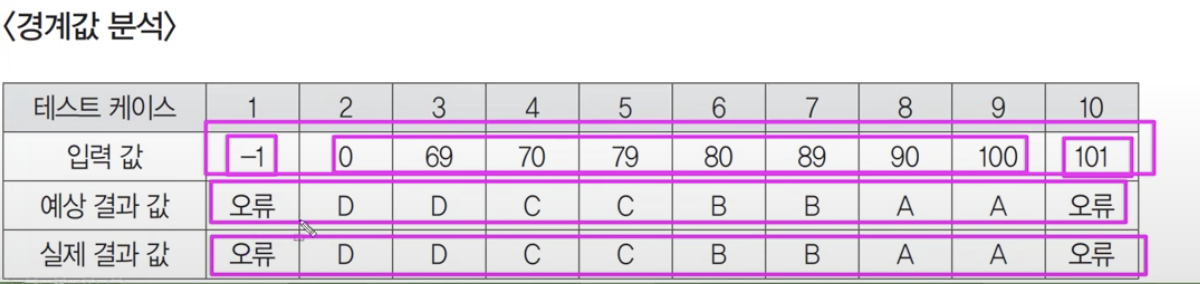 〈경계값 분석〉
테스트 케이스 1 2 3 4 5 6 7 8 9 10
입력 값 –1 0 69 70 79 80 89 90 100 101
예상 결과 값 오류 D D C C B B A A 오류
실제 결과 값 오류 D D C C B B A A 오류